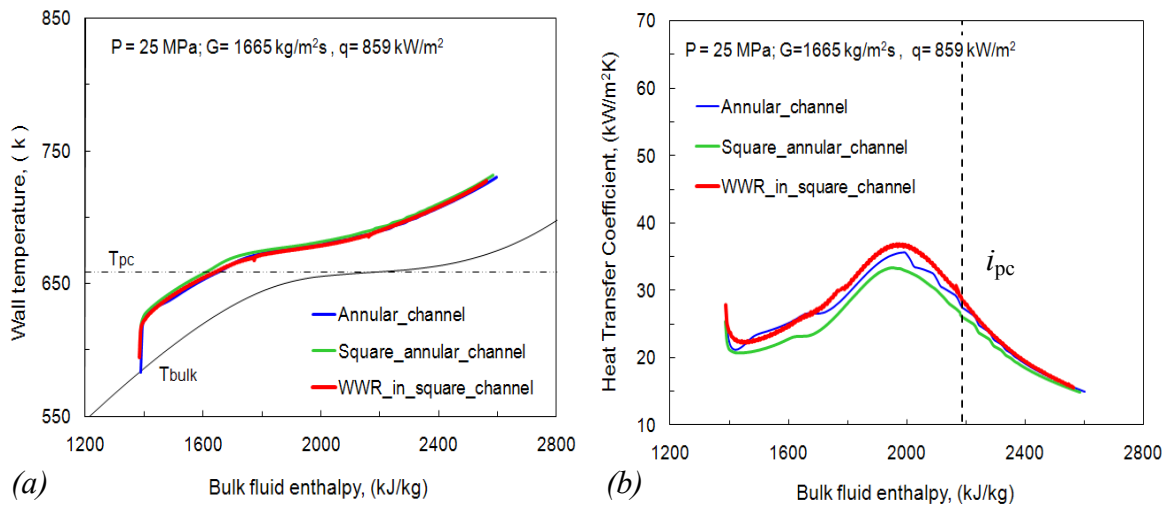 850
750
650
550
Wall temperature, ( k )
P = 25 MPa; G= 1665 kg/m²s , q= 859 kW/m²
Tpc
Tbulk
Annular_channel
Square_annular_channel
WWR_in_square_channel
1200 1600 2000 2400 2800
Bulk fluid enthalpy, (kJ/kg)
(a)
70
60
50
40
30
20
10
Heat Transfer Coefficient, (kW/m²K)
P = 25 MPa; G=1665 kg/m²s , q= 859 kW/m²
Annular_channel
Square_annular_channel
WWR_in_square_channel
ipc
1200 1600 2000 2400 2800
Bulk fluid enthalpy, (kJ/kg)
(b)